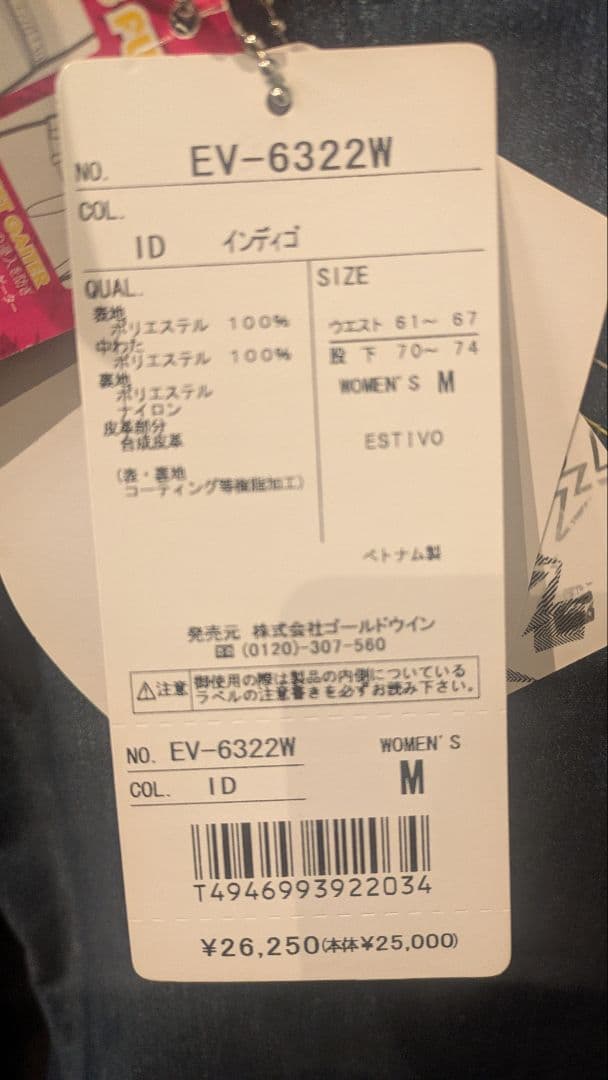 NO. EV-6322W
COL.
ID インディゴ
QUAL.
表地
ポリエステル 100%
中わた
ポリエステル 100%
裏地
ポリエステル
ナイロン
皮革部分
合成皮革
(表・裏地
コーティング等樹脂加工)
SIZE
ウエスト 61~ 67
股 下 70~ 74
WOMEN'S M
ESTIVO
ベトナム製
発売元 株式会社ゴールドウイン
(0120)-307-560
注意 御使用の際は製品の内側についている
ラベルの注意書きを必ずお読み下さい。
NO. EV-6322W WOMEN'S
COL. ID M
T4946993922034
¥26,250(本体¥25,000)
GAITER
ゲーター